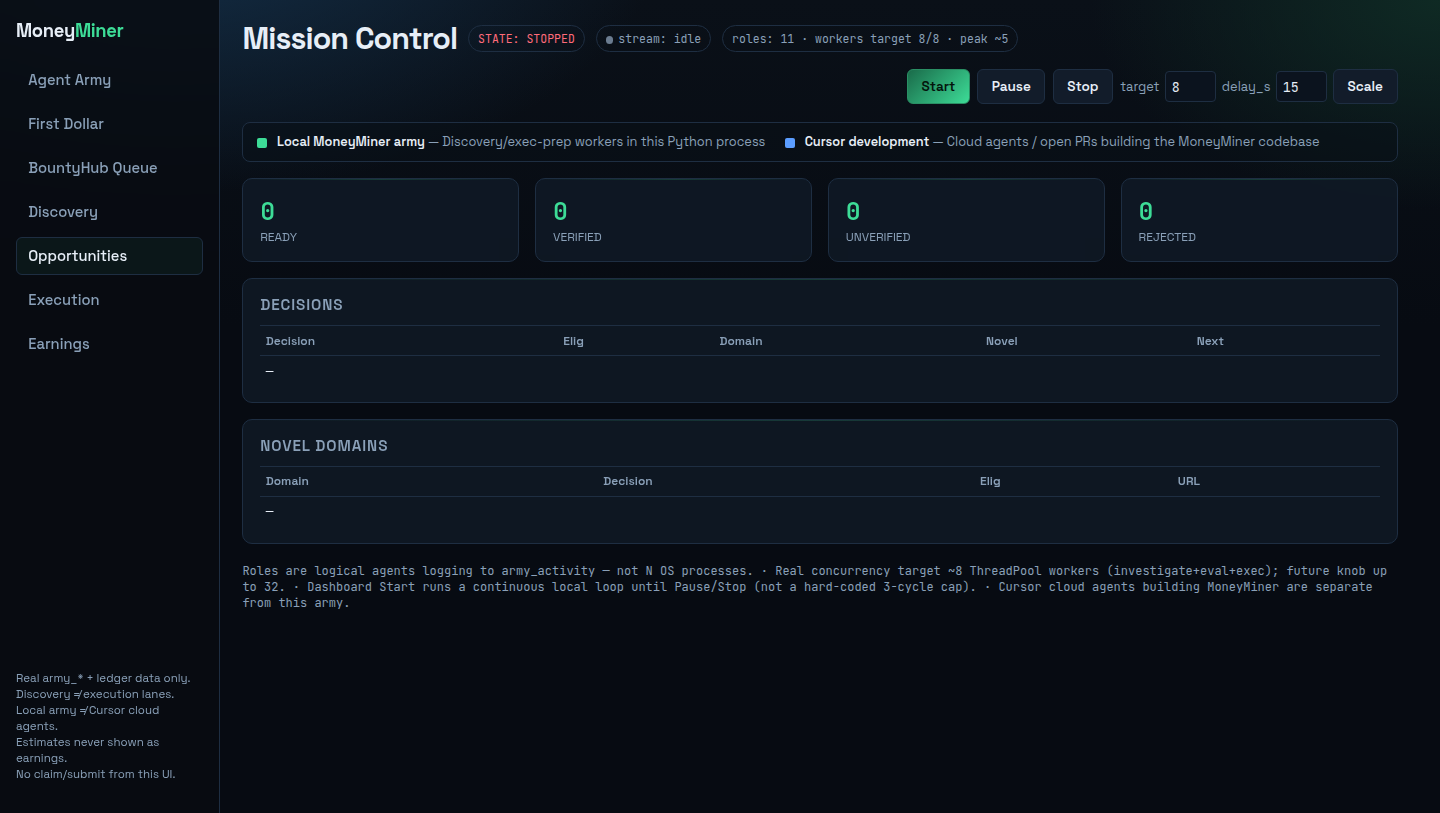 MoneyMiner
Agent Army
First Dollar
BountyHub Queue
Discovery
Opportunities
Execution
Earnings
Real army_* + ledger data only.
Discovery ≠ execution lanes.
Local army ≠ Cursor cloud
agents.
Estimates never shown as
earnings.
No claim/submit from this UI.
Mission Control
STATE: STOPPED
stream: idle
roles: 11 · workers target 8/8 · peak ~5
Start
Pause
Stop
target
8
delay_s
15
Scale
Local MoneyMiner army — Discovery/exec-prep workers in this Python process
Cursor development — Cloud agents / open PRs building the MoneyMiner codebase
0
READY
0
VERIFIED
0
UNVERIFIED
0
REJECTED
DECISIONS
Decision Elig Domain Novel Next
—
NOVEL DOMAINS
Domain Decision Elig URL
—
Roles are logical agents logging to army_activity — not N OS processes. · Real concurrency target ~8 ThreadPool workers (investigate+eval+exec); future knob up
to 32. · Dashboard Start runs a continuous local loop until Pause/Stop (not a hard-coded 3-cycle cap). · Cursor cloud agents building MoneyMiner are separate
from this army.